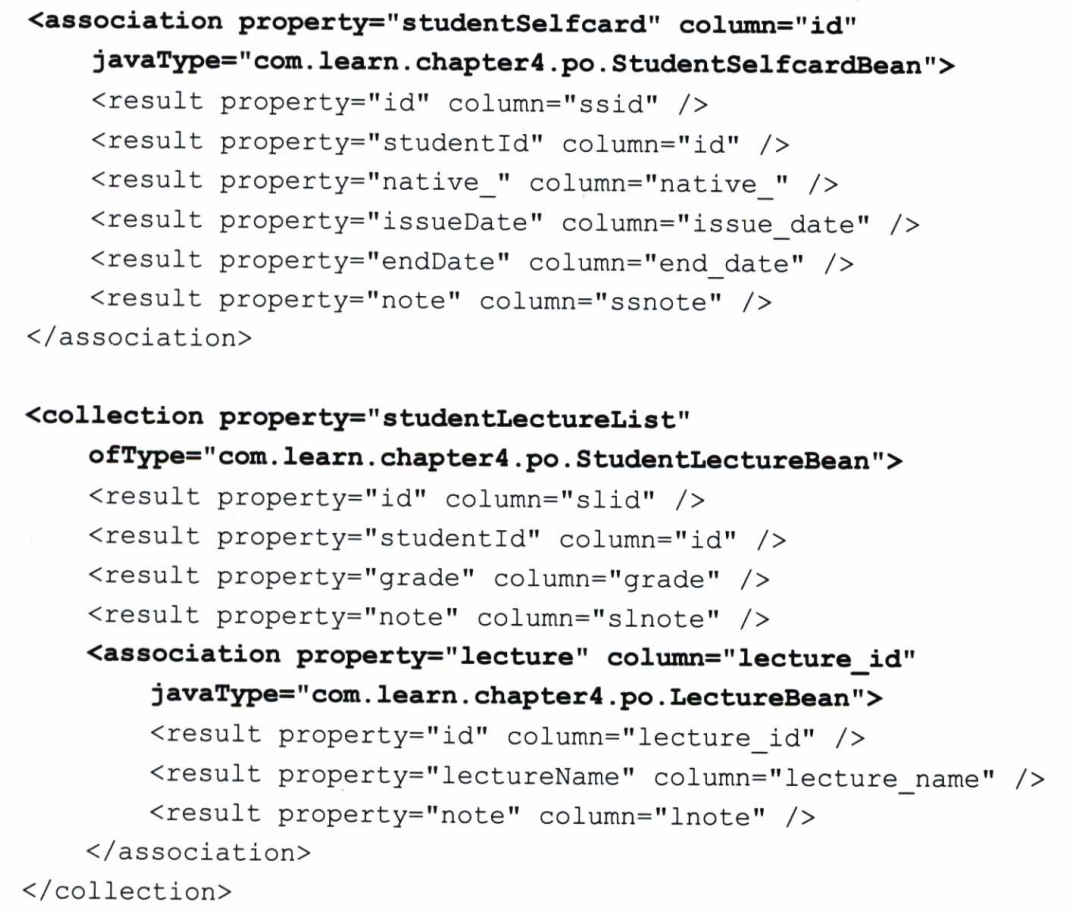 <association property="studentSelfcard" column="id"
javaType="com.learn.chapter4.po.StudentSelfcardBean">
<result property="id" column="ssid" />
<result property="studentId" column="id" />
<result property="native_" column="native_" />
<result property="issueDate" column="issue_date" />
<result property="endDate" column="end_date" />
<result property="note" column="ssnote" />
</association>
<collection property="studentLectureList"
ofType="com.learn.chapter4.po.StudentLectureBean">
<result property="id" column="slid" />
<result property="studentId" column="id" />
<result property="grade" column="grade" />
<result property="note" column="slnote" />
<association property="lecture" column="lecture_id"
javaType="com.learn.chapter4.po.LectureBean">
<result property="id" column="lecture_id" />
<result property="lectureName" column="lecture_name" />
<result property="note" column="lnote" />
</association>
</collection>